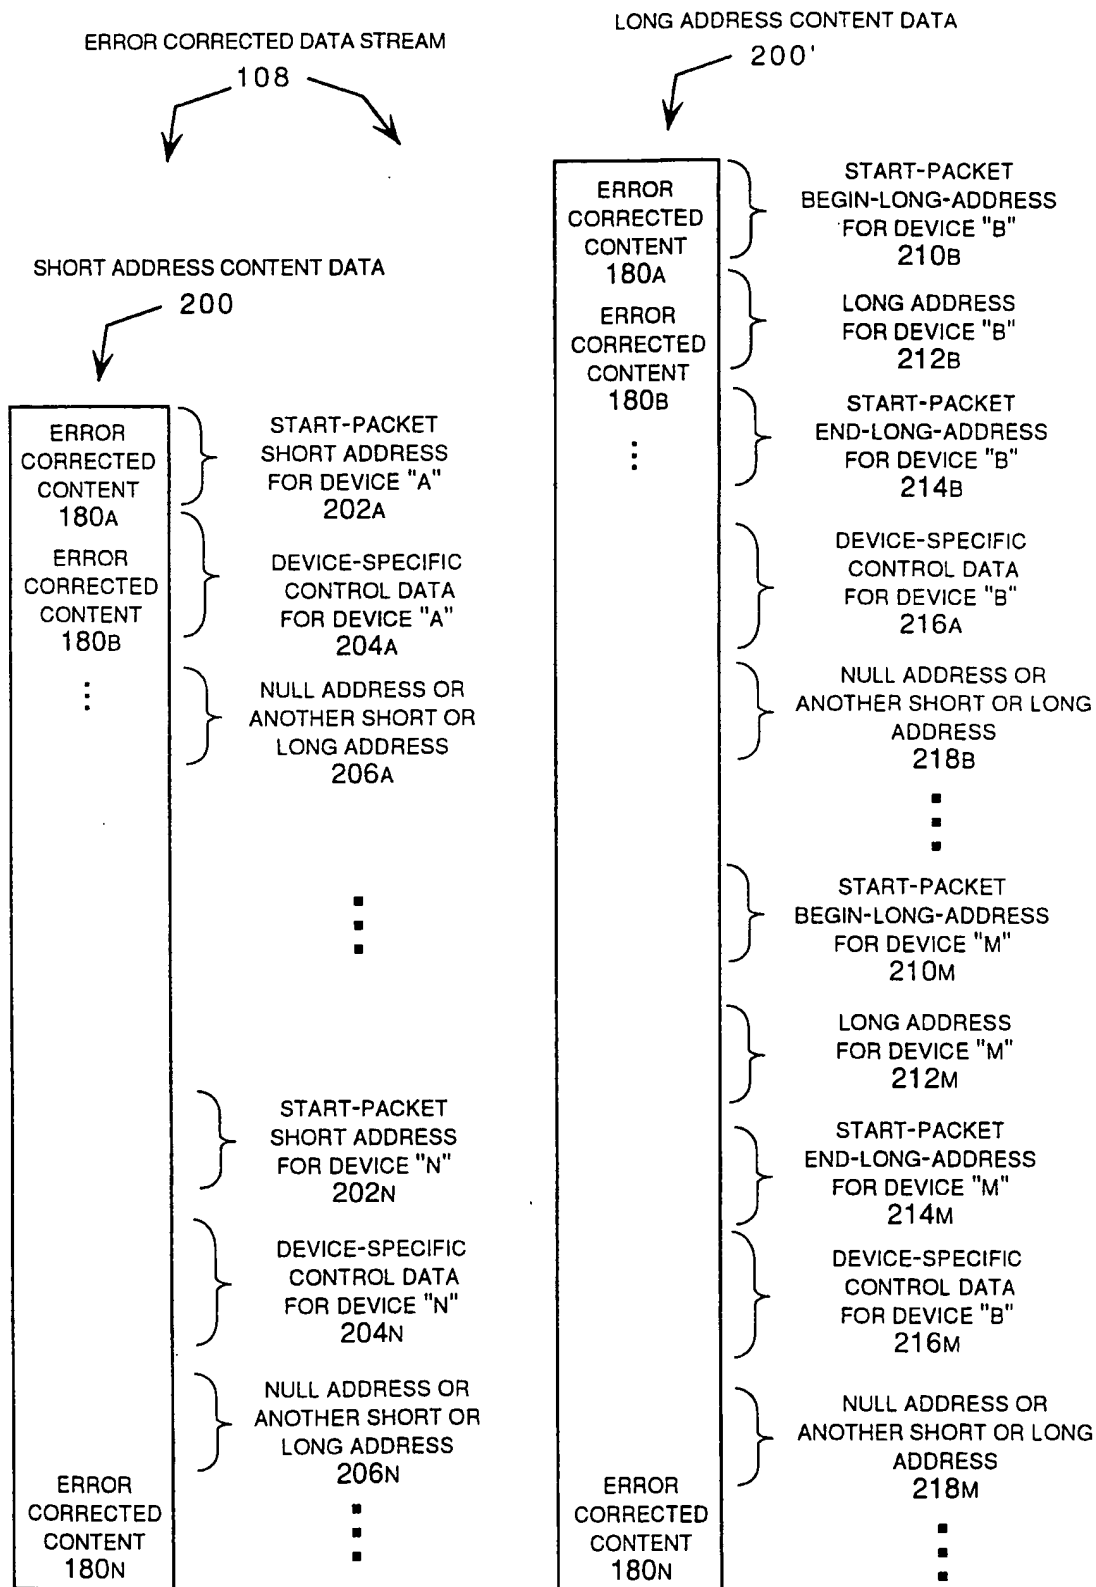 ERROR CORRECTED DATA STREAM
108
SHORT ADDRESS CONTENT DATA
200
ERROR
CORRECTED
CONTENT
180A
ERROR
CORRECTED
CONTENT
180B
ERROR
CORRECTED
CONTENT
180N
START-PACKET
SHORT ADDRESS
FOR DEVICE "A"
202A
DEVICE-SPECIFIC
CONTROL DATA
FOR DEVICE "A"
204A
NULL ADDRESS OR
ANOTHER SHORT OR
LONG ADDRESS
206A
START-PACKET
SHORT ADDRESS
FOR DEVICE "N"
202N
DEVICE-SPECIFIC
CONTROL DATA
FOR DEVICE "N"
204N
NULL ADDRESS OR
ANOTHER SHORT OR
LONG ADDRESS
206N
LONG ADDRESS CONTENT DATA
200'
ERROR
CORRECTED
CONTENT
180A
ERROR
CORRECTED
CONTENT
180B
ERROR
CORRECTED
CONTENT
180N
START-PACKET
BEGIN-LONG-ADDRESS
FOR DEVICE "B"
210B
LONG ADDRESS
FOR DEVICE "B"
212B
START-PACKET
END-LONG-ADDRESS
FOR DEVICE "B"
214B
DEVICE-SPECIFIC
CONTROL DATA
FOR DEVICE "B"
216A
NULL ADDRESS OR
ANOTHER SHORT OR LONG
ADDRESS
218B
START-PACKET
BEGIN-LONG-ADDRESS
FOR DEVICE "M"
210M
LONG ADDRESS
FOR DEVICE "M"
212M
START-PACKET
END-LONG-ADDRESS
FOR DEVICE "M"
214M
DEVICE-SPECIFIC
CONTROL DATA
FOR DEVICE "B"
216M
NULL ADDRESS OR
ANOTHER SHORT OR LONG
ADDRESS
218M